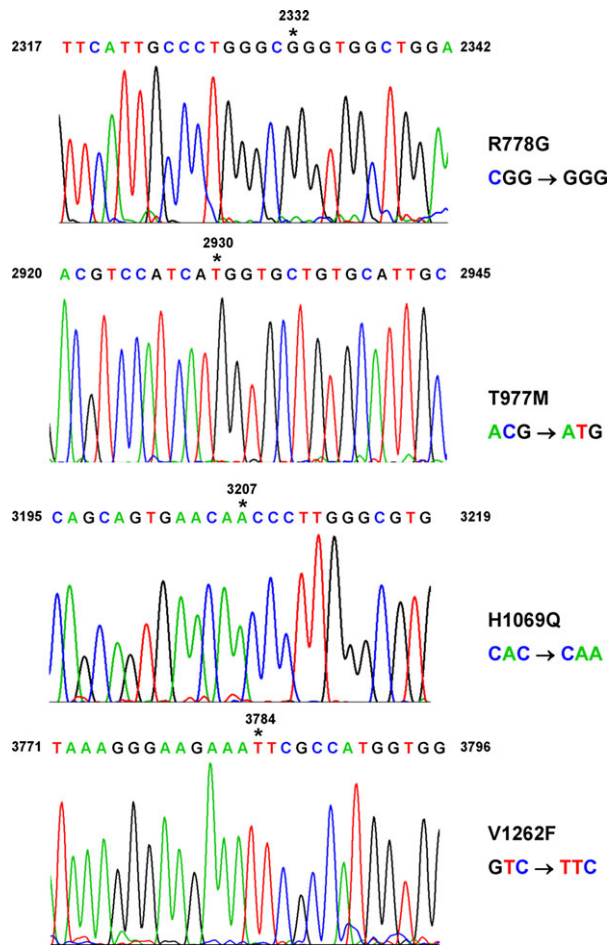 2332
*
2317 TTCATTGCCCTGGGCGGGTGGCTGGA 2342
R778G
CGG → GGG
2930
*
2920 ACGTCCATCATGGTGCTGTGCATTGC 2945
T977M
ACG → ATG
3207
*
3195 CAGCAGTGAACAACCCTTGGGCGTG 3219
H1069Q
CAC → CAA
3784
*
3771 TAAAGGGAAGAAATTCGCCATGGTGG 3796
V1262F
GTC → TTC